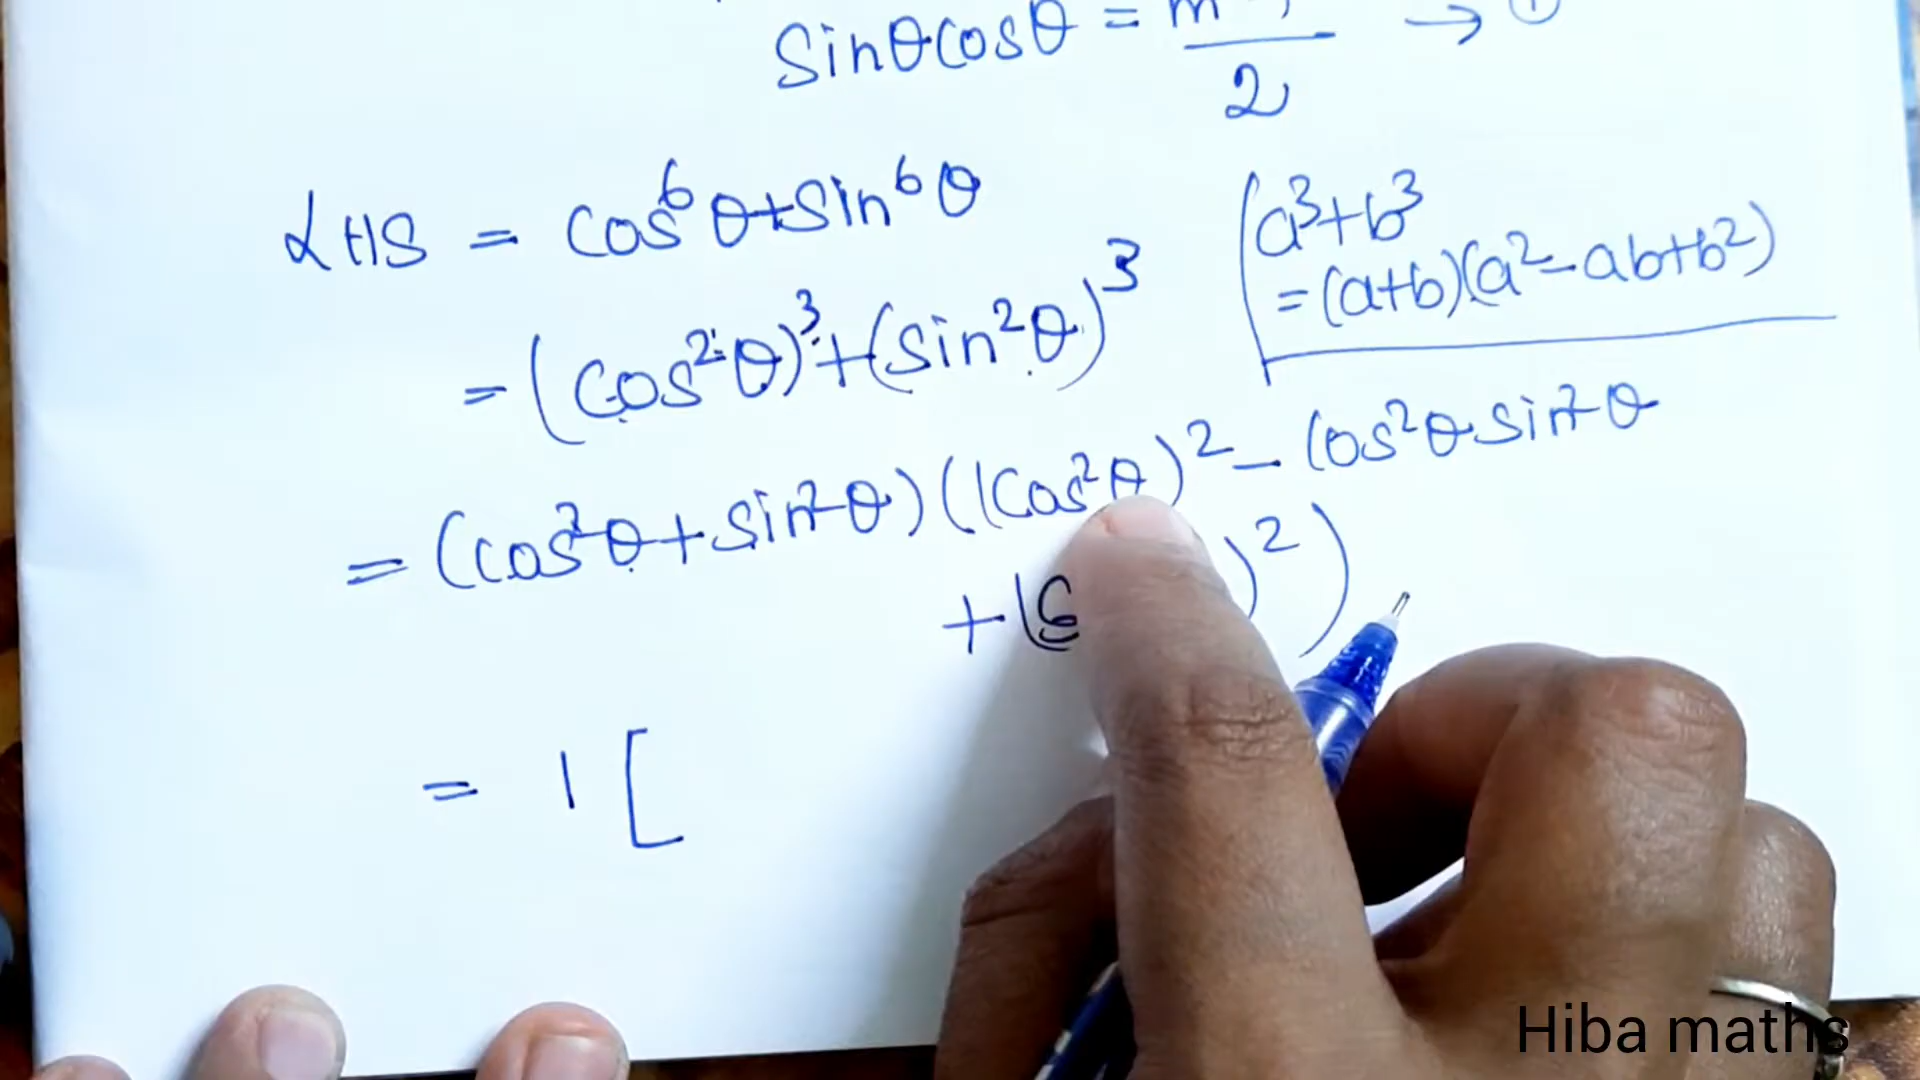 Sinθcosθ = m / 2 → ①
LHS = cos⁶θ+sin⁶θ
= (cos²θ)³+(sin²θ)³
(a³+b³
= (a+b)(a²-ab+b²)
= (cos²θ+sin²θ)((cos²θ)²- cos²θ sin²θ
+( )²)
= 1 [
Hiba maths